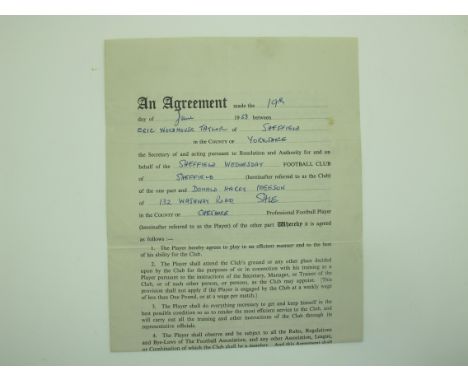 An Agreement made the 19th
day of June 1953 between
ERIC WOODHOUSE TAYLOR of SHEFFIELD
in the COUNTY OF YORKSHIRE
the Secretary of and acting pursuant to Resolution and Authority for and on
behalf of the SHEFFIELD WEDNESDAY FOOTBALL CLUB
of SHEFFIELD (hereinafter referred to as the Club)
of the one part and DONALD HARRY MEGSON
of 132 WASHWAY ROAD SALE
in the COUNTY OF CHESHIRE Professional Football Player
(hereinafter referred to as the Player) of the other part Whereby it is agreed
as follows :—
1. The Player hereby agrees to play in an efficient manner and to the best
of his ability for the Club.
2. The Player shall attend the Club's ground or any other place decided
upon by the Club for the purposes of or in connection with his training as a
Player pursuant to the instructions of the Secretary, Manager, or Trainer of the
Club, or of such other person, or persons, as the Club may appoint. (This
provision shall not apply if the Player is engaged by the Club at a weekly wage
of less than One Pound, or at a wage per match.)
3. The Player shall do everything necessary to get and keep himself in the
best possible condition so as to render the most efficient service to the Club, and
will carry out all the training and other instructions of the Club through its
representative officials.
4. The Player shall observe and be subject to all the Rules, Regulations
and Bye-Laws of The Football Association, and any other Association, League,
or Combination of which the Club shall be a member. And this Agreement shall